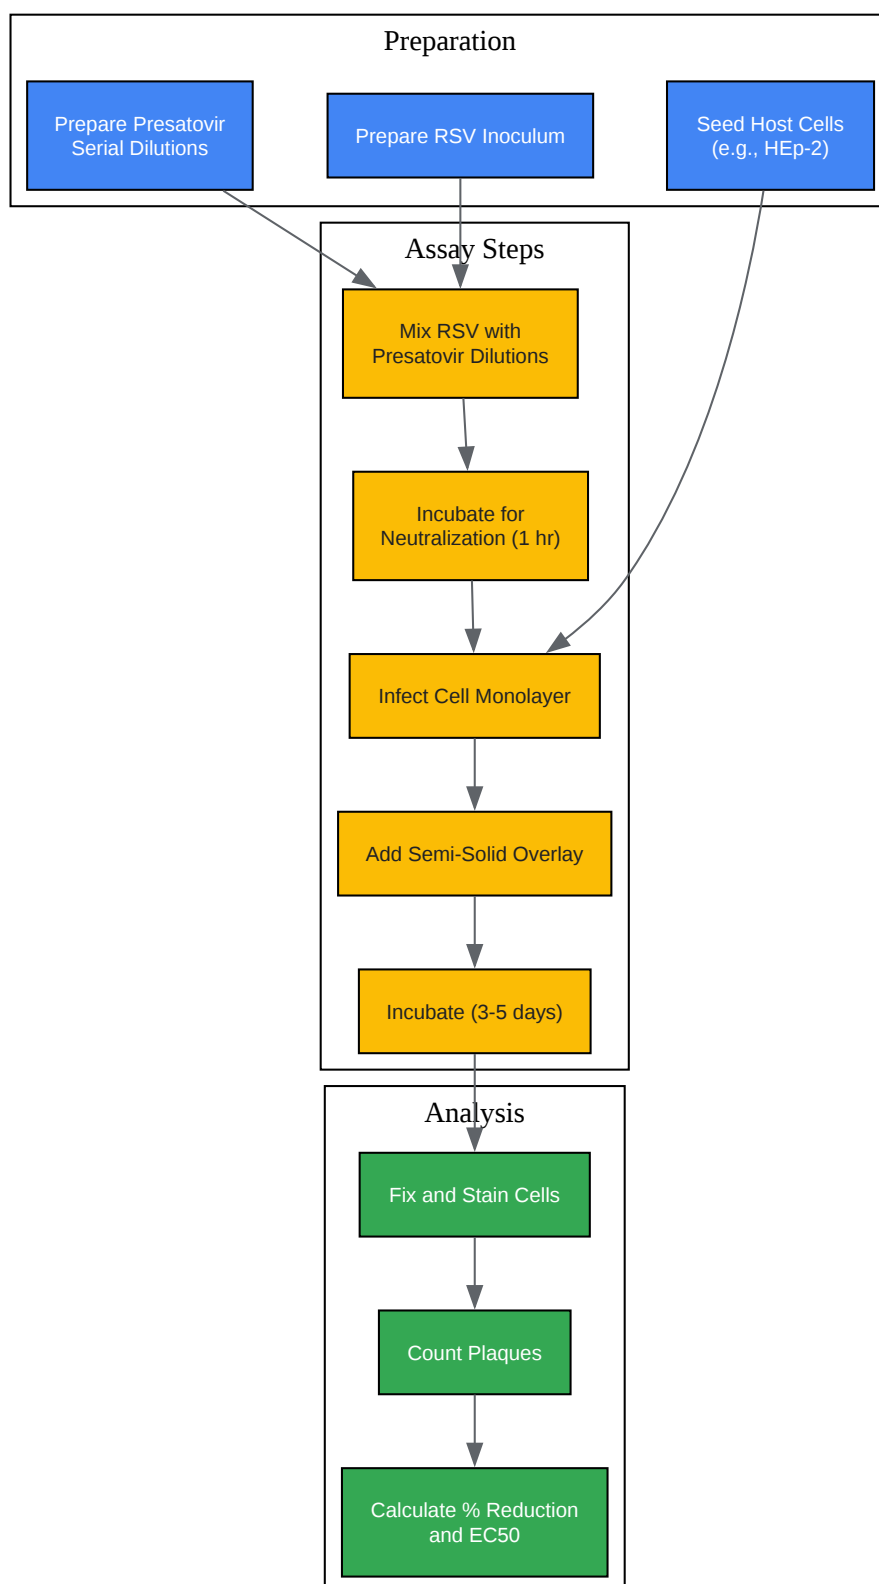 Preparation
Prepare Presatovir
Serial Dilutions
Prepare RSV Inoculum
Seed Host Cells
(e.g., HEp-2)
Assay Steps
Mix RSV with
Presatovir Dilutions
Incubate for
Neutralization (1 hr)
Infect Cell Monolayer
Add Semi-Solid Overlay
Incubate (3-5 days)
Analysis
Fix and Stain Cells
Count Plaques
Calculate % Reduction
and EC50